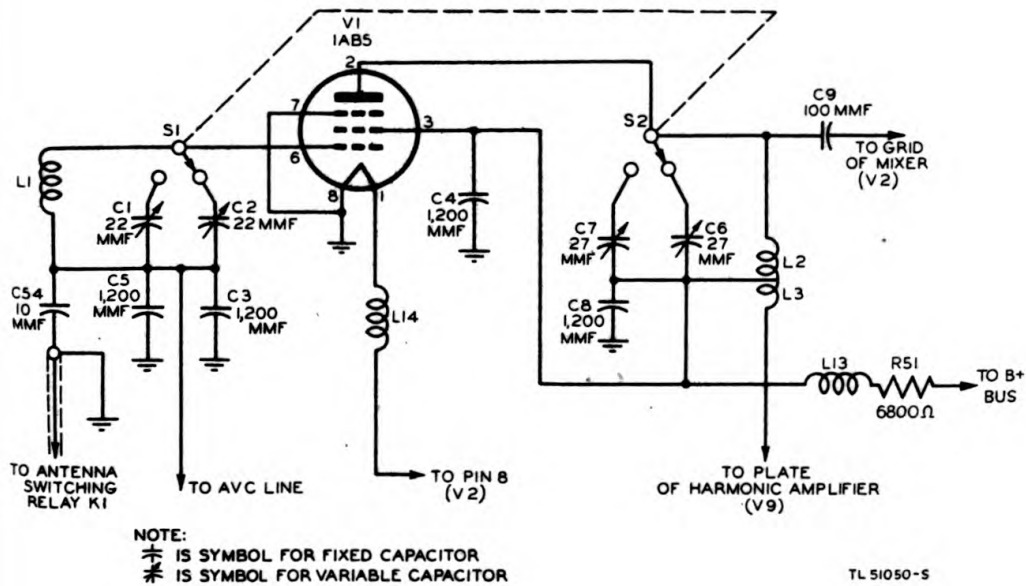 V1
1AB5
2
7
3
6
8
1
S1
S2
C9
100 MMF
TO GRID
OF MIXER
(V2)
L1
C1
22
MMF
C2
22 MMF
C4
1,200
MMF
C7
27
MMF
C6
27
MMF
L2
L3
C54
10
MMF
C5
1,200
MMF
C3
1,200
MMF
L14
C8
1,200
MMF
L13
R51
6800Ω
TO B+
BUS
TO ANTENNA
SWITCHING
RELAY K1
TO AVC LINE
TO PIN 8
(V2)
TO PLATE
OF HARMONIC AMPLIFIER
(V9)
NOTE:
IS SYMBOL FOR FIXED CAPACITOR
IS SYMBOL FOR VARIABLE CAPACITOR
TL 51050-S